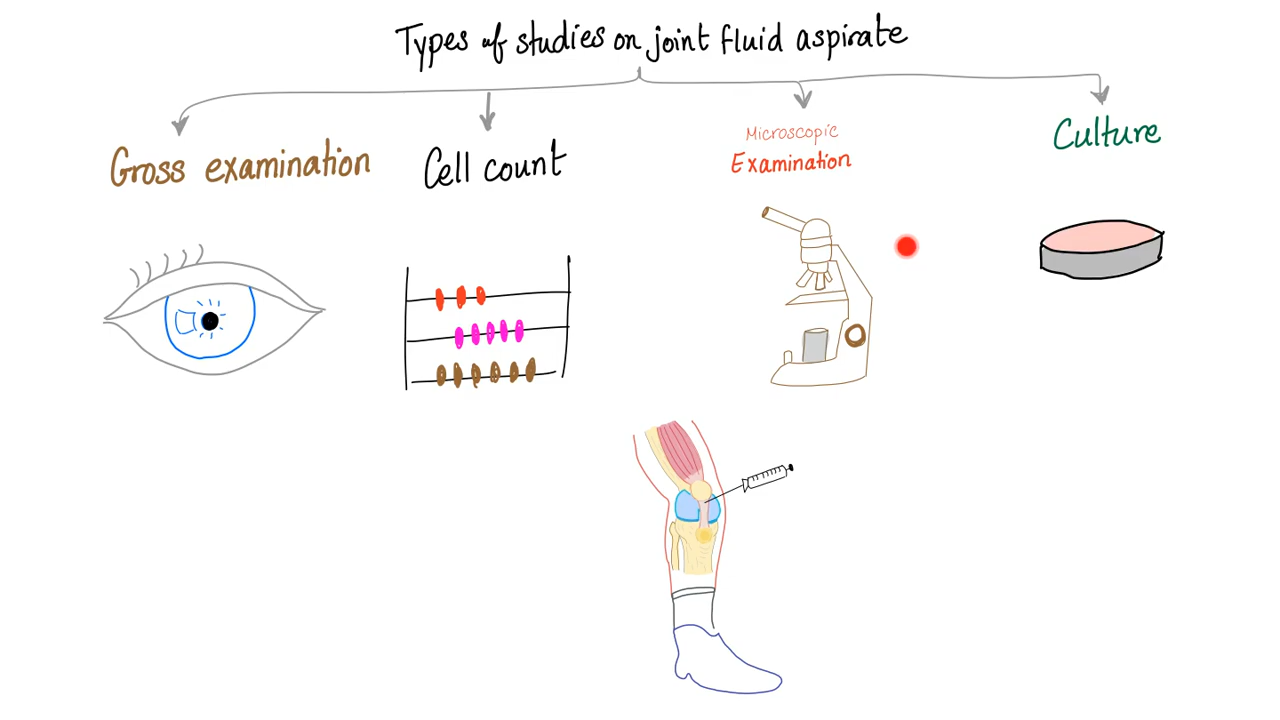 Types of studies on joint fluid aspirate
Gross examination
Cell count
Microscopic
Examination
Culture